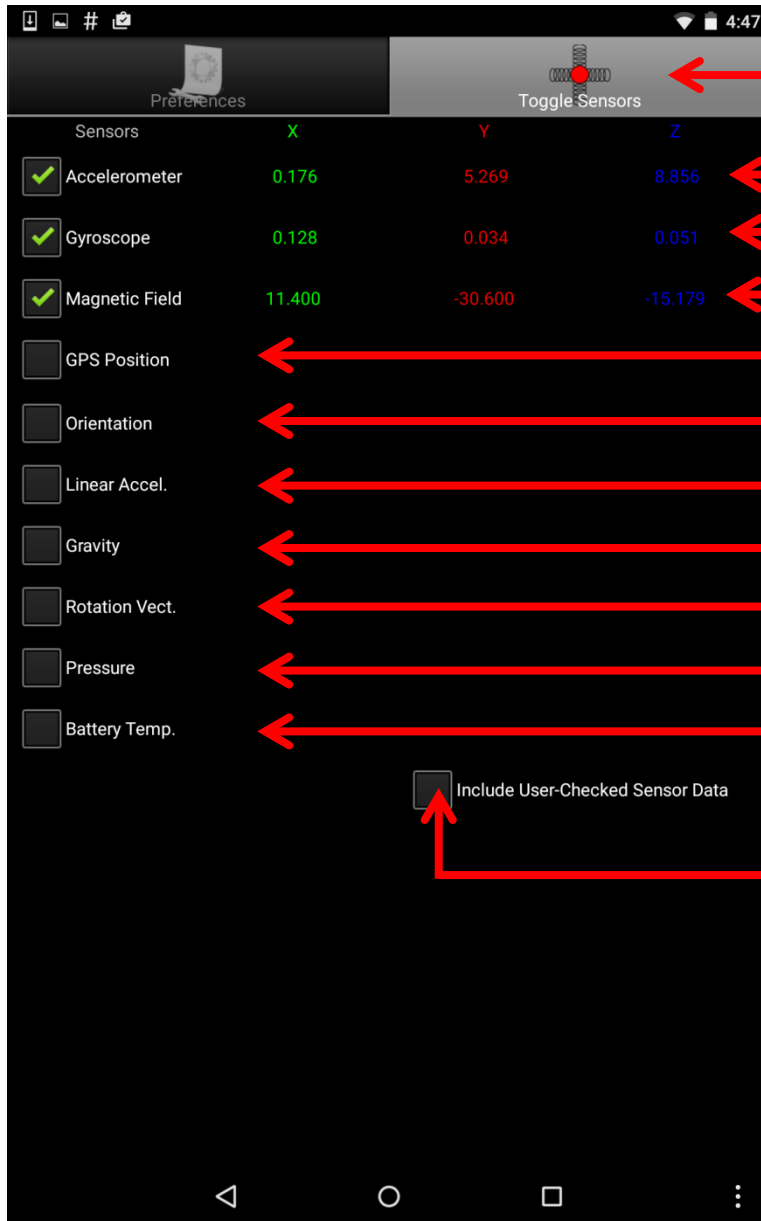 # 4:47
Preferences Toggle Sensors
Sensors X Y Z
Accelerometer 0.176 5.269 8.856
Gyroscope 0.128 0.034 0.051
Magnetic Field 11.400 -30.600 -15.179
GPS Position
Orientation
Linear Accel.
Gravity
Rotation Vect.
Pressure
Battery Temp.
Include User-Checked Sensor Data